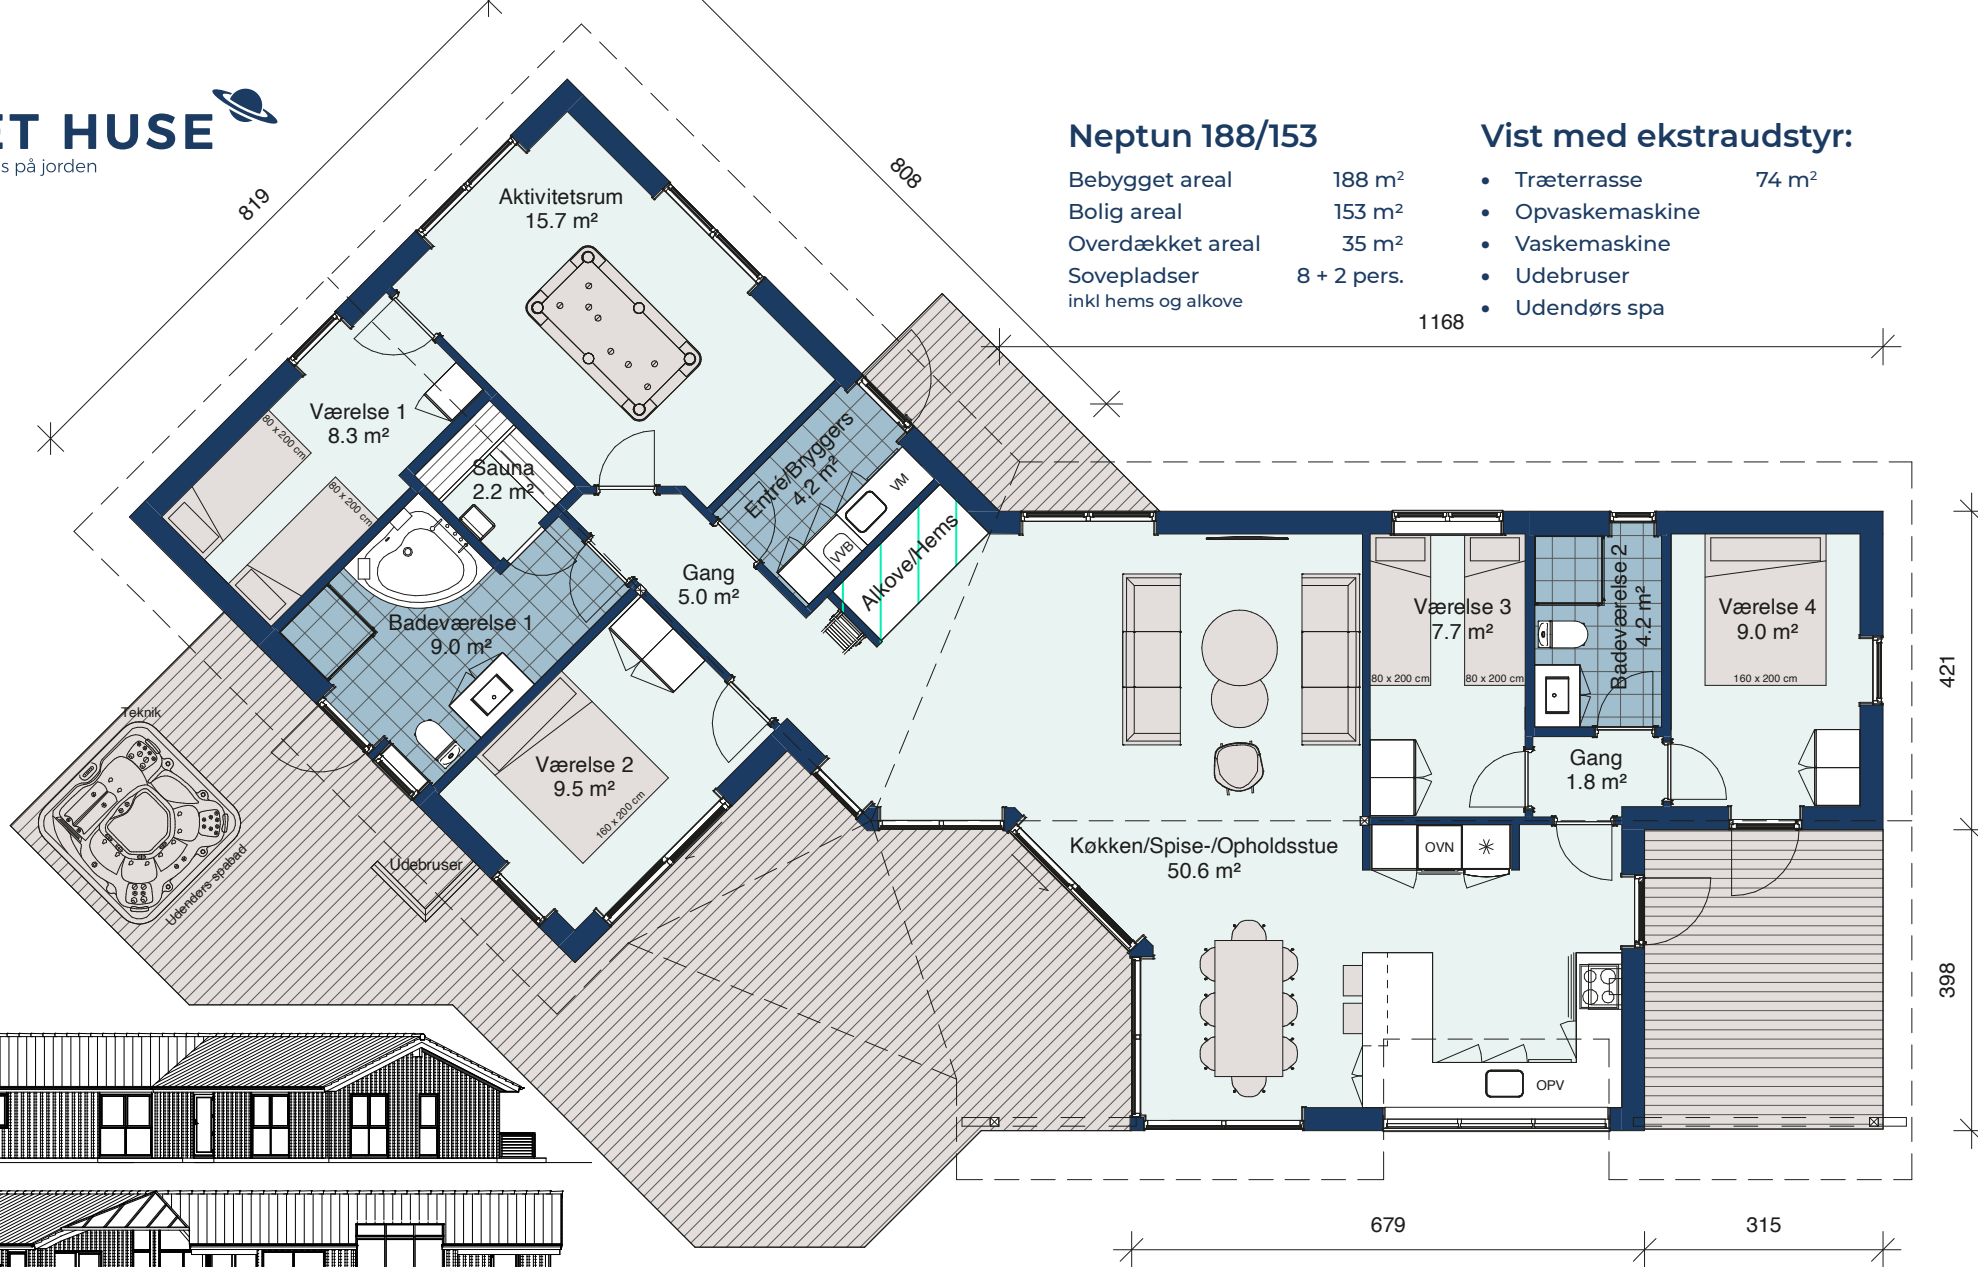 ET HUSE
s på jorden
Neptun 188/153
Bebygget areal 188 m²
Bolig areal 153 m²
Overdækket areal 35 m²
Sovepladser 8 + 2 pers.
inkl hems og alkove
Vist med ekstraudstyr:
• Træterrasse 74 m²
• Opvaskemaskine
• Vaskemaskine
• Udebruser
• Udendørs spa
819
808
1168
Aktivitetsrum
15.7 m²
Værelse 1
8.3 m²
80 x 200 cm
80 x 200 cm
Sauna
2.2 m²
Entré/Bryggers
4.2 m²
VM
VVB
Alkove/Hems
Gang
5.0 m²
Badeværelse 1
9.0 m²
Værelse 2
9.5 m²
160 x 200 cm
Teknik
Udendørs spabad
Udebruser
Køkken/Spise-/Opholdsstue
50.6 m²
Værelse 3
7.7 m²
80 x 200 cm
80 x 200 cm
Badeværelse 2
4.2 m²
Værelse 4
9.0 m²
160 x 200 cm
Gang
1.8 m²
OVN
OPV
421
398
679
315